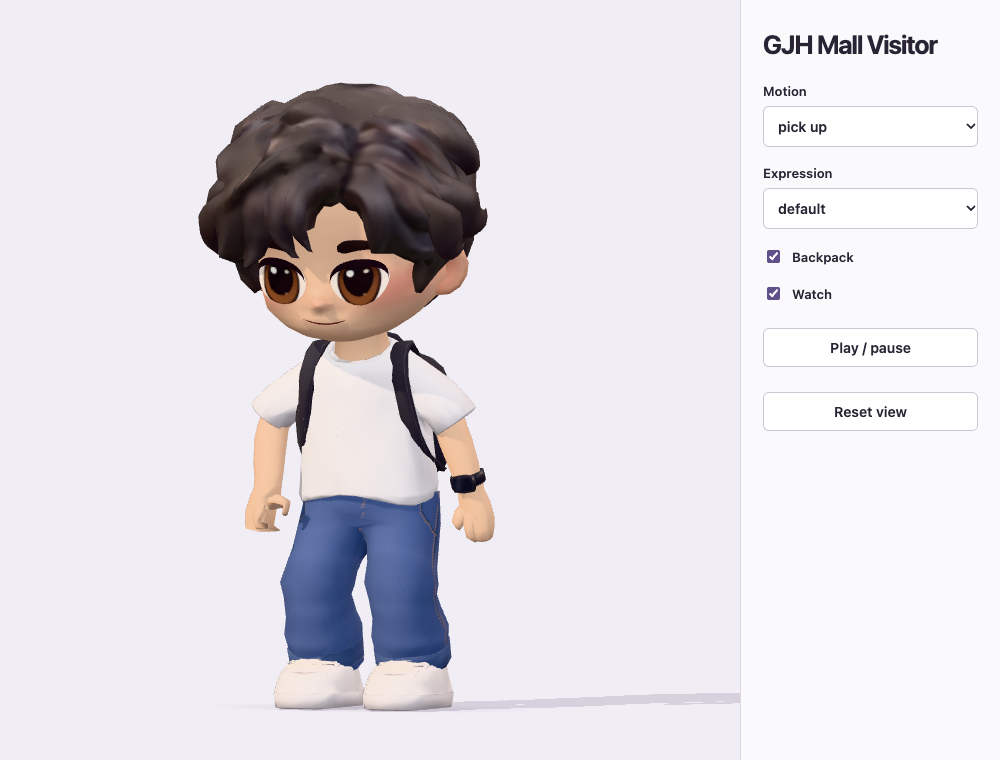 GJH Mall Visitor
Motion
pick up
Expression
default
Backpack
Watch
Play / pause
Reset view